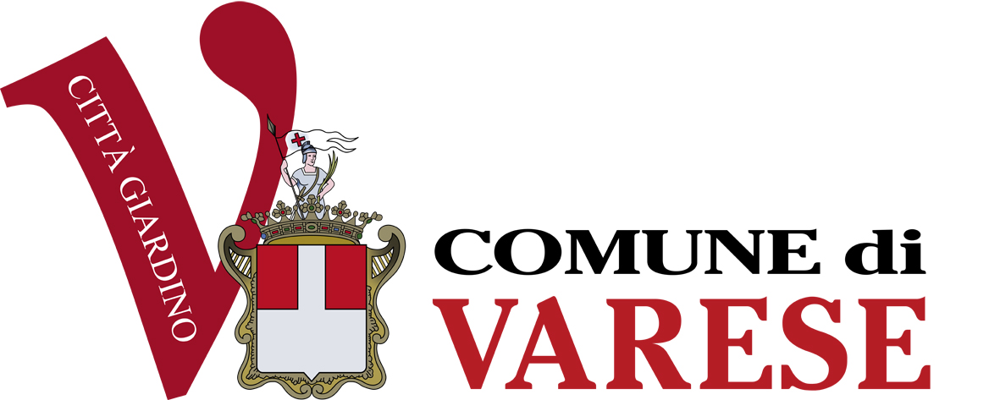 CITTÀ GIARDINO
COMUNE di
VARESE